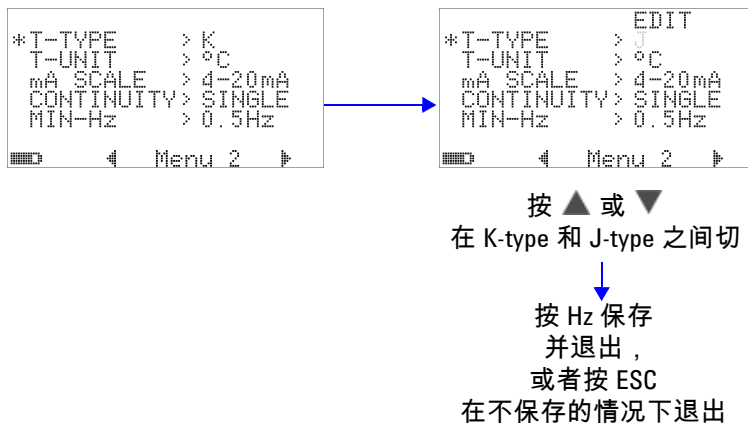 *T-TYPE > K
T-UNIT > °C
mA SCALE > 4-20mA
CONTINUITY> SINGLE
MIN-Hz > 0.5Hz
Menu 2
EDIT
*T-TYPE > J
T-UNIT > °C
mA SCALE > 4-20mA
CONTINUITY> SINGLE
MIN-Hz > 0.5Hz
Menu 2
按 ▲ 或 ▼
在 K-type 和 J-type 之间切
按 Hz 保存
并退出，
或者按 ESC
在不保存的情况下退出